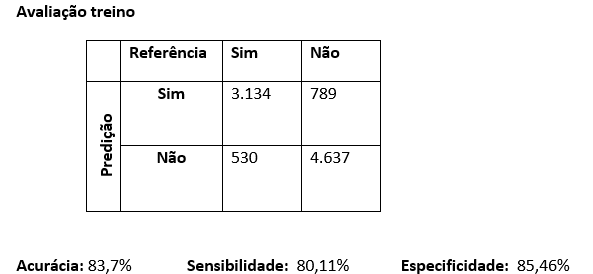 Avaliação treino
Referência Sim Não
Sim 3.134 789
Predição
Não 530 4.637
Acurácia: 83,7% Sensibilidade: 80,11% Especificidade: 85,46%